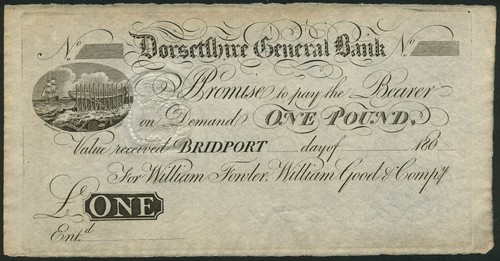 No Dorsetshire General Bank No
I Promise to pay the Bearer
on Demand ONE POUND,
Value received BRIDPORT day of 180
For William Fowler, William Good & Compy.
£ ONE
Ent.d